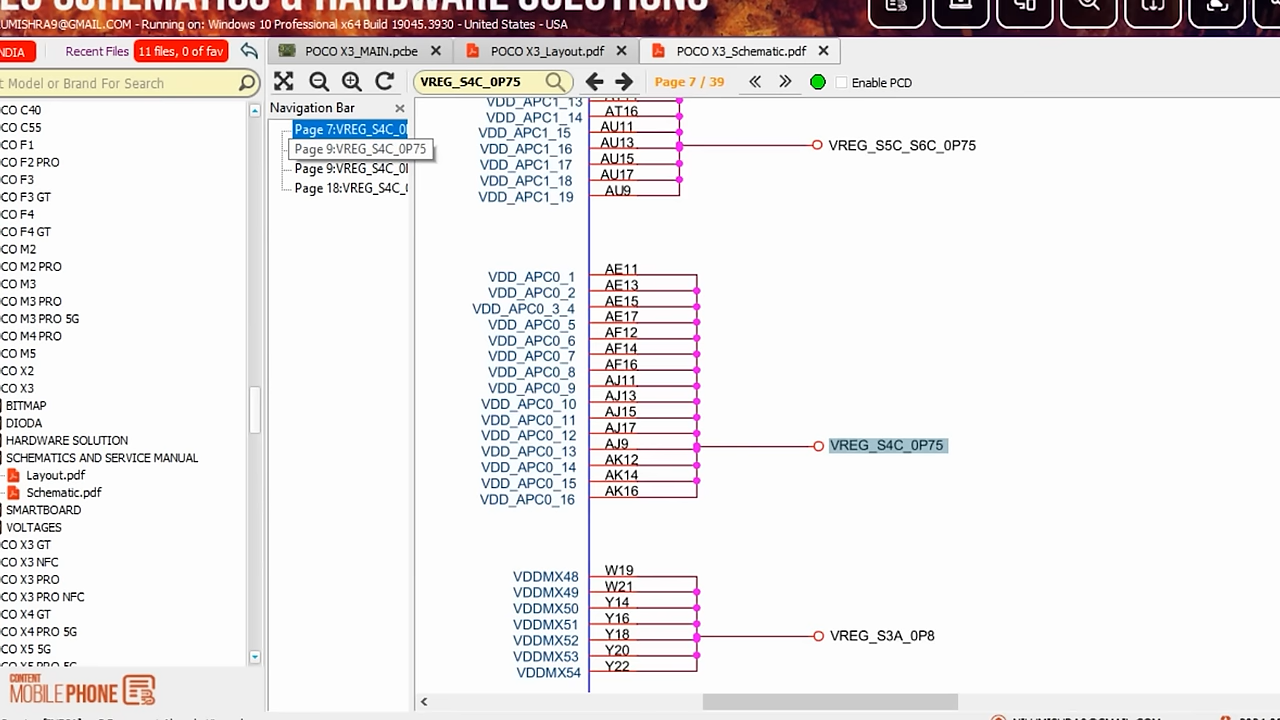 SCHEMATICS & HARDWARE SOLUTIONS
UMISHRA9@GMAIL.COM - Running on: Windows 10 Professional x64 Build 19045.3930 - United States - USA
NDIA
Recent Files
11 files, 0 of fav
POCO X3_MAIN.pcbe
POCO X3_Layout.pdf
POCO X3_Schematic.pdf
t Model or Brand For Search
VREG_S4C_0P75
Page 7 / 39
Enable PCD
CO C40
CO C55
CO F1
CO F2 PRO
CO F3
CO F3 GT
CO F4
CO F4 GT
CO M2
CO M2 PRO
CO M3
CO M3 PRO
CO M3 PRO 5G
CO M4 PRO
CO M5
CO X2
CO X3
BITMAP
DIODA
HARDWARE SOLUTION
SCHEMATICS AND SERVICE MANUAL
Layout.pdf
Schematic.pdf
SMARTBOARD
VOLTAGES
CO X3 GT
CO X3 NFC
CO X3 PRO
CO X3 PRO NFC
CO X4 GT
CO X4 PRO 5G
CO X5 5G
CO X5 PRO 5G
CONTENT
MOBILE PHONE
Navigation Bar
Page 7:VREG_S4C_0
Page 9:VREG_S4C_0P75
Page 9:VREG_S4C_0
Page 18:VREG_S4C_
VDD_APC1_13
VDD_APC1_14 AT16
VDD_APC1_15 AU11
VDD_APC1_16 AU13
VREG_S5C_S6C_0P75
VDD_APC1_17 AU15
VDD_APC1_18 AU17
VDD_APC1_19 AU9
VDD_APC0_1 AE11
VDD_APC0_2 AE13
VDD_APC0_3_4 AE15
VDD_APC0_5 AE17
VDD_APC0_6 AF12
VDD_APC0_7 AF14
VDD_APC0_8 AF16
VDD_APC0_9 AJ11
VDD_APC0_10 AJ13
VDD_APC0_11 AJ15
VDD_APC0_12 AJ17
VDD_APC0_13 AJ9
VREG_S4C_0P75
VDD_APC0_14 AK12
VDD_APC0_15 AK14
VDD_APC0_16 AK16
VDDMX48 W19
VDDMX49 W21
VDDMX50 Y14
VDDMX51 Y16
VDDMX52 Y18
VREG_S3A_0P8
VDDMX53 Y20
VDDMX54 Y22